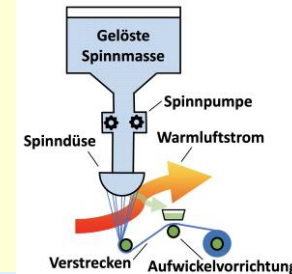 Gelöste
Spinnmasse
Spinnpumpe
Spinndüse
Warmluftstrom
Verstrecken
Aufwickelvorrichtung